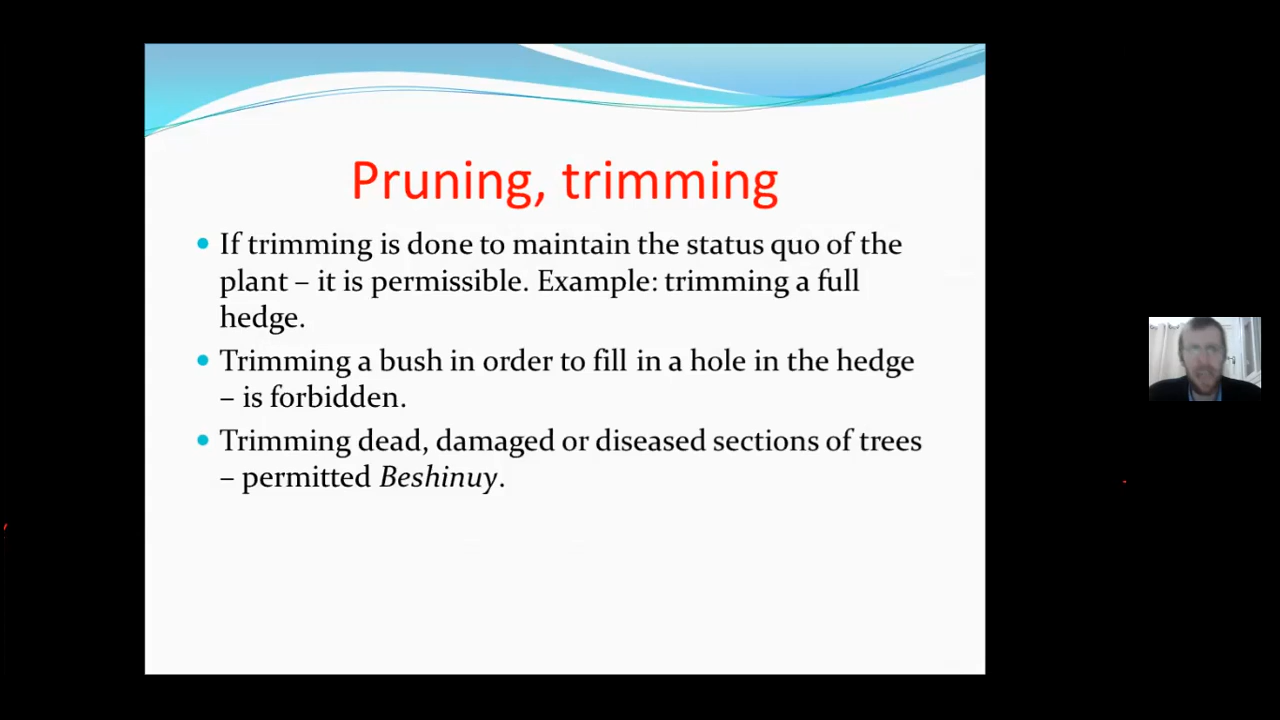 Pruning, trimming
• If trimming is done to maintain the status quo of the
plant – it is permissible. Example: trimming a full
hedge.
• Trimming a bush in order to fill in a hole in the hedge
– is forbidden.
• Trimming dead, damaged or diseased sections of trees
– permitted Beshinuy.